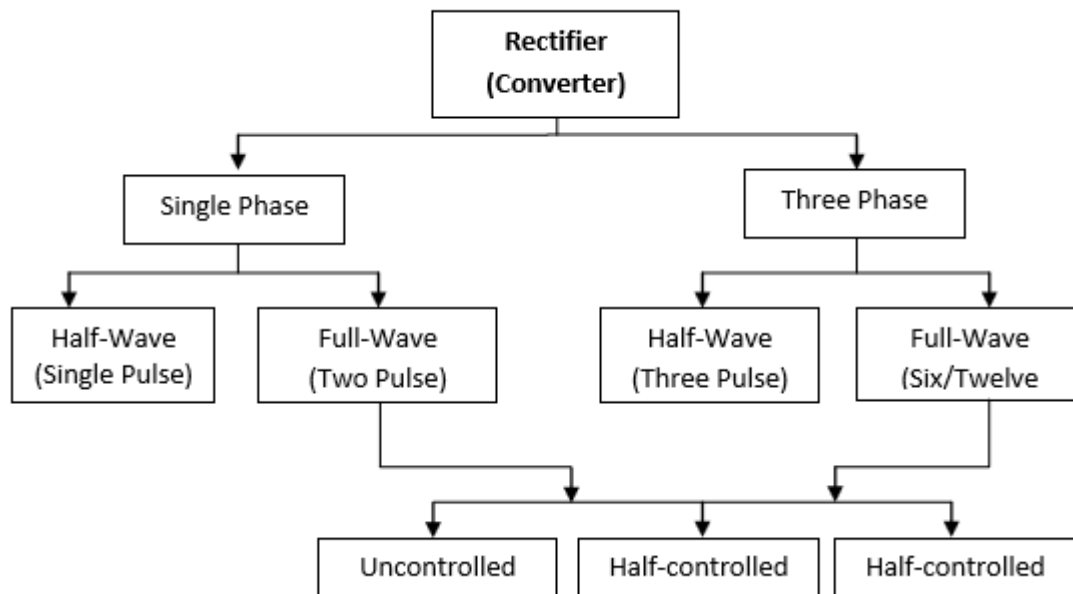 Rectifier
(Converter)
Single Phase
Three Phase
Half-Wave
(Single Pulse)
Full-Wave
(Two Pulse)
Half-Wave
(Three Pulse)
Full-Wave
(Six/Twelve
Uncontrolled
Half-controlled
Half-controlled